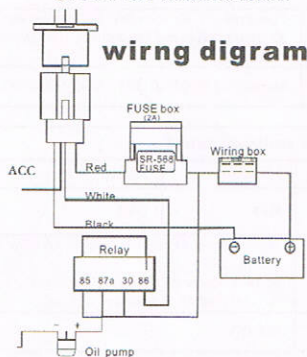 wirng digram
FUSE box
(2A)
SR-568
FUSE
Wiring box
ACC
Red
White
Black
Relay
85 87a 30 86
Battery
- +
Oil pump